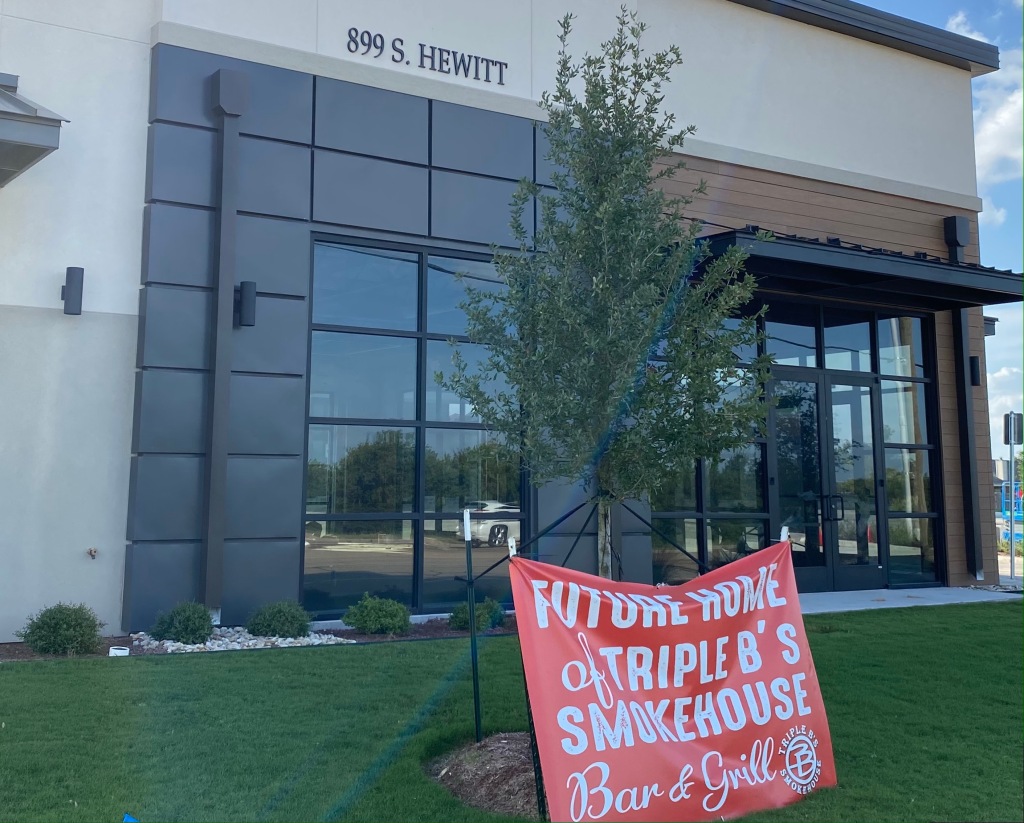 899 S. HEWITT
FUTURE HOME
of TRIPLE B'S
SMOKEHOUSE
Bar & Grill
TRIPLE B'S
B
SMOKEHOUSE